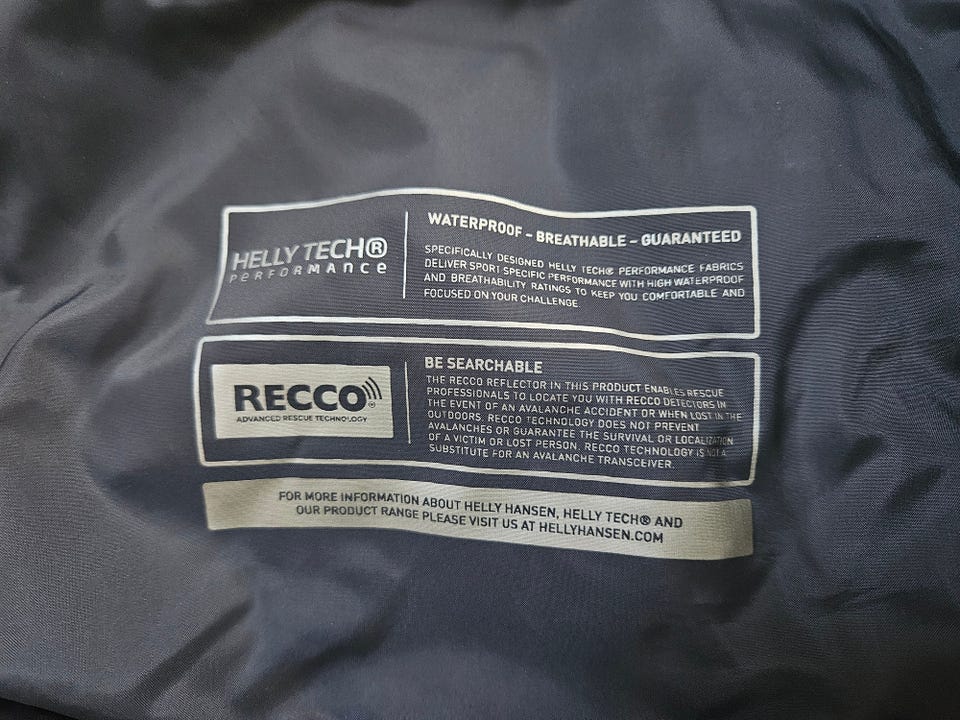 HELLY TECH®
PERFORMANCE
WATERPROOF – BREATHABLE – GUARANTEED
SPECIFICALLY DESIGNED HELLY TECH® PERFORMANCE FABRICS
DELIVER SPORT SPECIFIC PERFORMANCE WITH HIGH WATERPROOF
AND BREATHABILITY RATINGS TO KEEP YOU COMFORTABLE AND
FOCUSED ON YOUR CHALLENGE.
RECCO®
ADVANCED RESCUE TECHNOLOGY
BE SEARCHABLE
THE RECCO REFLECTOR IN THIS PRODUCT ENABLES RESCUE
PROFESSIONALS TO LOCATE YOU WITH RECCO DETECTORS IN
THE EVENT OF AN AVALANCHE ACCIDENT OR WHEN LOST IN THE
OUTDOORS. RECCO TECHNOLOGY DOES NOT PREVENT
AVALANCHES OR GUARANTEE THE SURVIVAL OR LOCALIZATION
OF A VICTIM OR LOST PERSON. RECCO TECHNOLOGY IS NOT A
SUBSTITUTE FOR AN AVALANCHE TRANSCEIVER.
FOR MORE INFORMATION ABOUT HELLY HANSEN, HELLY TECH® AND
OUR PRODUCT RANGE PLEASE VISIT US AT HELLYHANSEN.COM